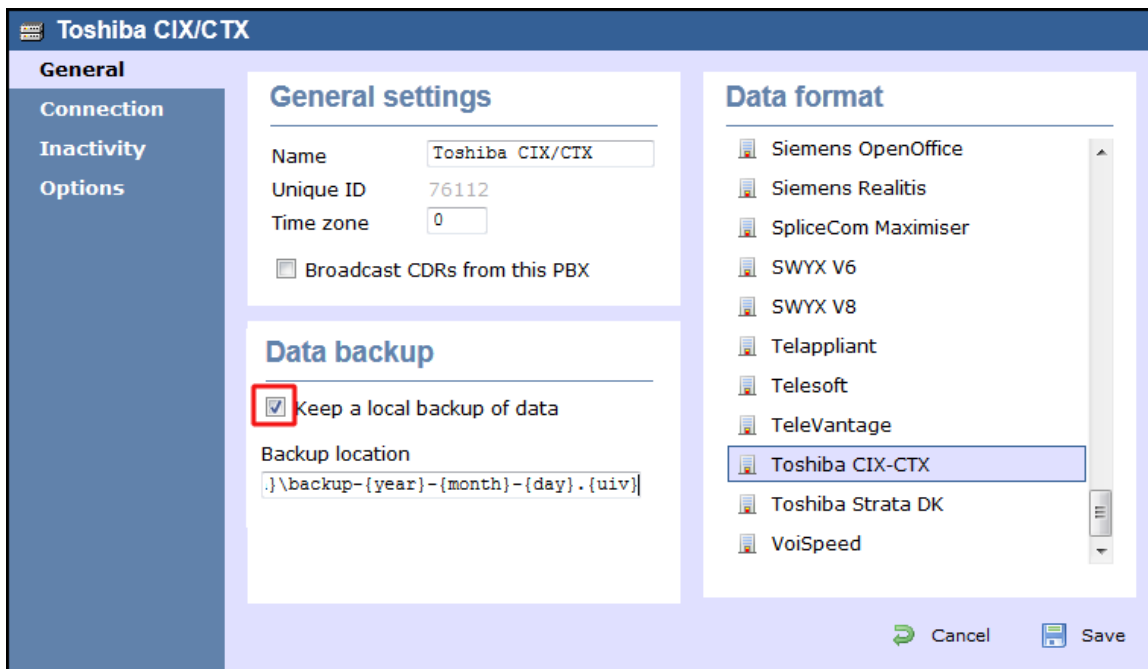 Toshiba CIX/CTX
General
Connection
Inactivity
Options
General settings
Name
Toshiba CIX/CTX
Unique ID
76112
Time zone
0
Broadcast CDRs from this PBX
Data backup
Keep a local backup of data
Backup location
.}\backup-{year}-{month}-{day}.{uiv}
Data format
Siemens OpenOffice
Siemens Realitis
SpliceCom Maximiser
SWYX V6
SWYX V8
Telappliant
Telesoft
TeleVantage
Toshiba CIX-CTX
Toshiba Strata DK
VoiSpeed
Cancel
Save